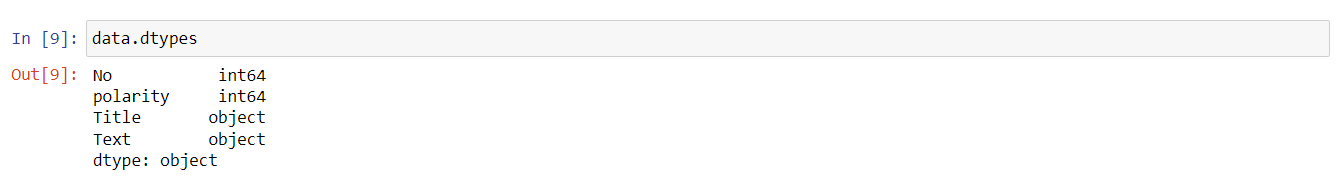 In [9]: data.dtypes
Out[9]: No int64
polarity int64
Title object
Text object
dtype: object